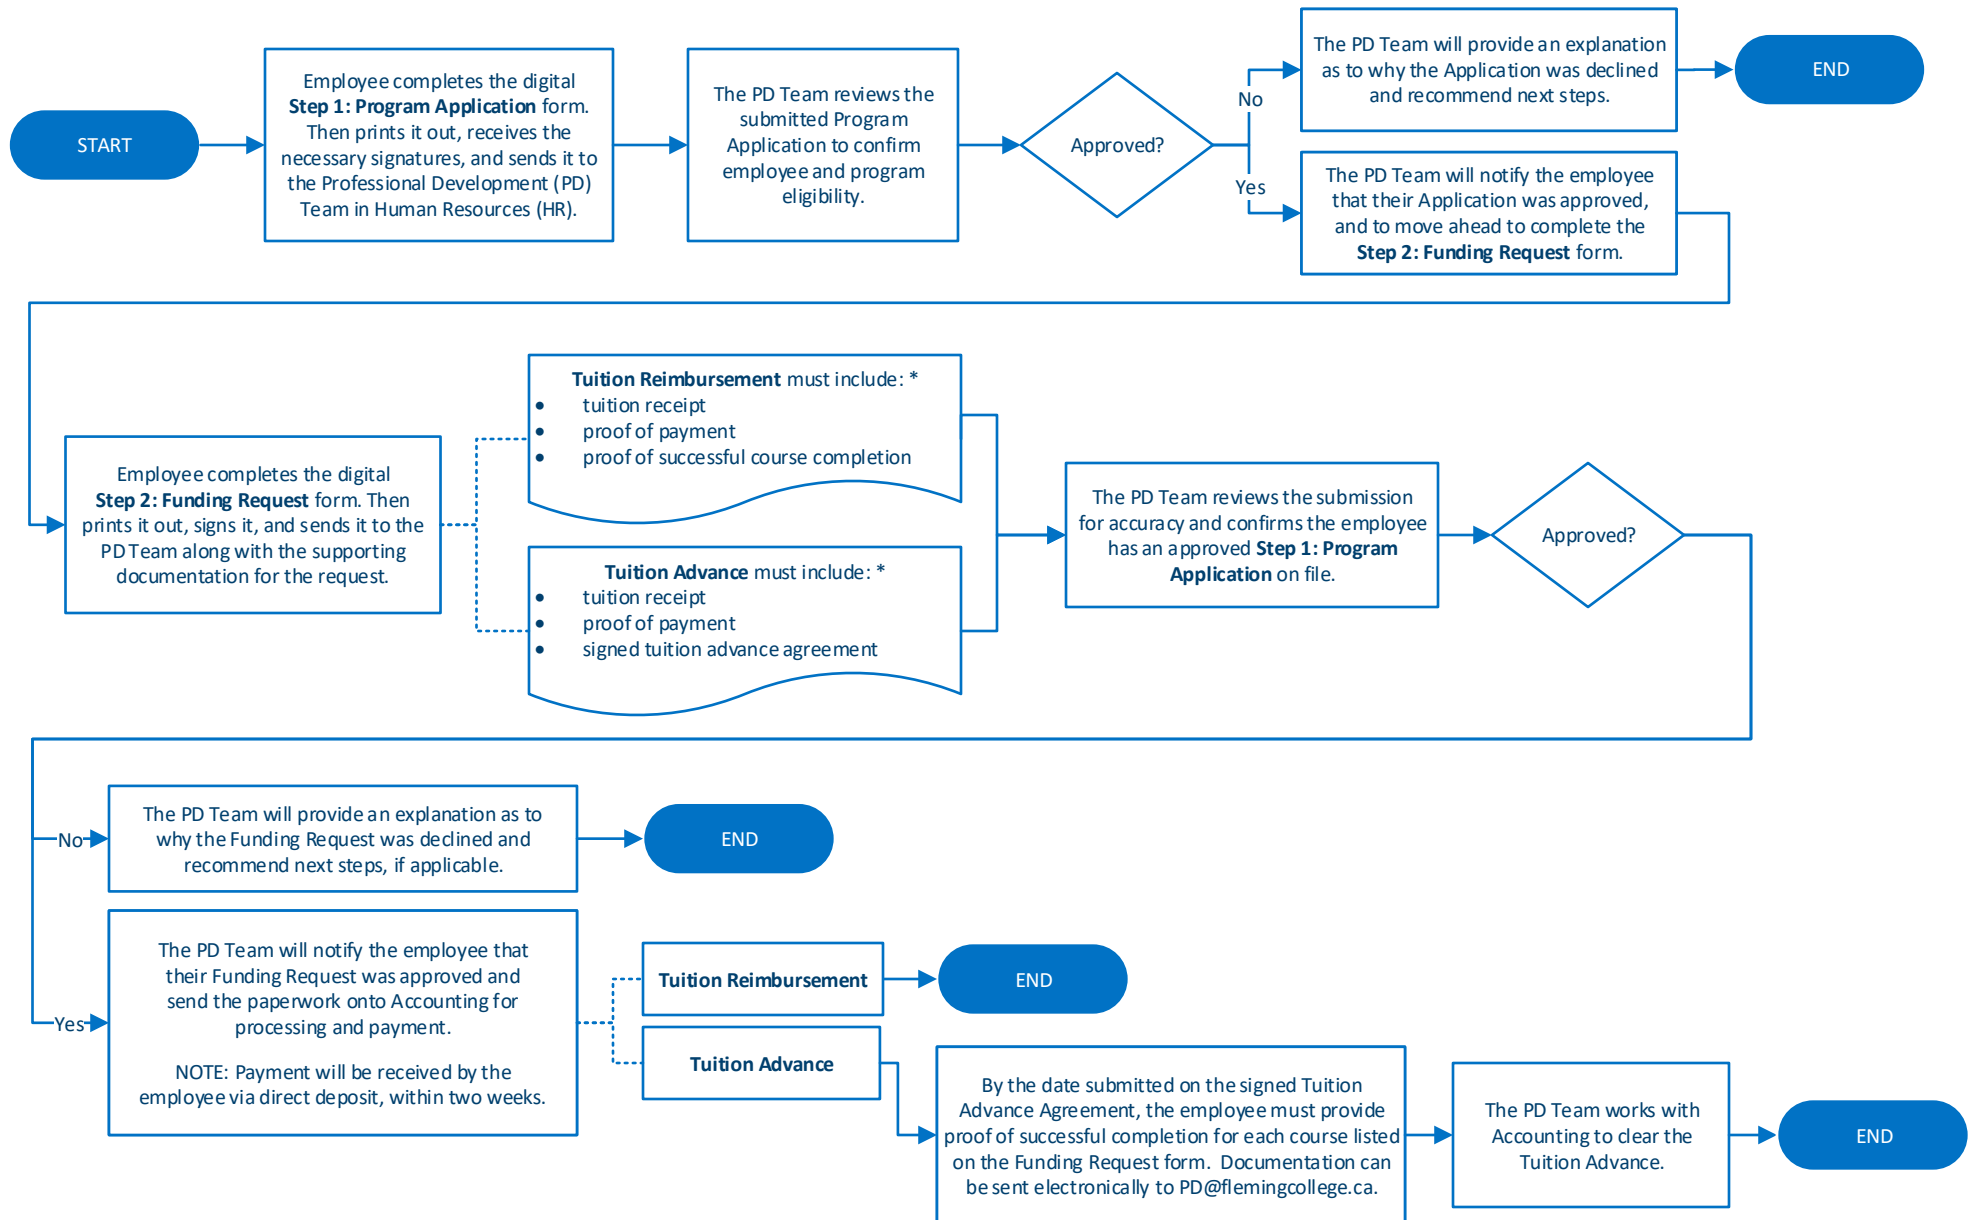 START
Employee completes the digital
Step 1: Program Application form.
Then prints it out, receives the
necessary signatures, and sends it to
the Professional Development (PD)
Team in Human Resources (HR).
The PD Team reviews the
submitted Program
Application to confirm
employee and program
eligibility.
Approved?
No
The PD Team will provide an explanation
as to why the Application was declined
and recommend next steps.
END
Yes
The PD Team will notify the employee
that their Application was approved,
and to move ahead to complete the
Step 2: Funding Request form.
Employee completes the digital
Step 2: Funding Request form. Then
prints it out, signs it, and sends it to the
PD Team along with the supporting
documentation for the request.
Tuition Reimbursement must include: *
• tuition receipt
• proof of payment
• proof of successful course completion
Tuition Advance must include: *
• tuition receipt
• proof of payment
• signed tuition advance agreement
The PD Team reviews the submission
for accuracy and confirms the employee
has an approved Step 1: Program
Application on file.
Approved?
No
The PD Team will provide an explanation as to
why the Funding Request was declined and
recommend next steps, if applicable.
END
Yes
The PD Team will notify the employee that
their Funding Request was approved and
send the paperwork onto Accounting for
processing and payment.
NOTE: Payment will be received by the
employee via direct deposit, within two weeks.
Tuition Reimbursement
END
Tuition Advance
By the date submitted on the signed Tuition
Advance Agreement, the employee must provide
proof of successful completion for each course listed
on the Funding Request form. Documentation can
be sent electronically to PD@flemingcollege.ca.
The PD Team works with
Accounting to clear the
Tuition Advance.
END